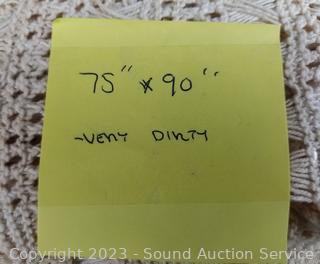 75" x 90"
-VERY DIRTY
Copyright 2023 - Sound Auction Service